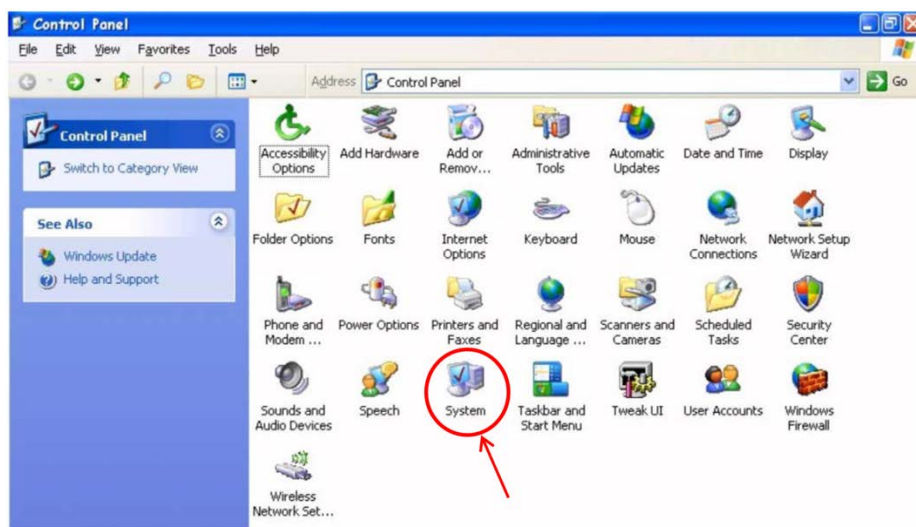 Control Panel
File Edit View Favorites Tools Help
Address Control Panel Go
Control Panel
Switch to Category View
See Also
Windows Update
Help and Support
Accessibility Options
Add Hardware
Add or Remov...
Administrative Tools
Automatic Updates
Date and Time
Display
Folder Options
Fonts
Internet Options
Keyboard
Mouse
Network Connections
Network Setup Wizard
Phone and Modem ...
Power Options
Printers and Faxes
Regional and Language ...
Scanners and Cameras
Scheduled Tasks
Security Center
Sounds and Audio Devices
Speech
System
Taskbar and Start Menu
Tweak UI
User Accounts
Windows Firewall
Wireless Network Set...